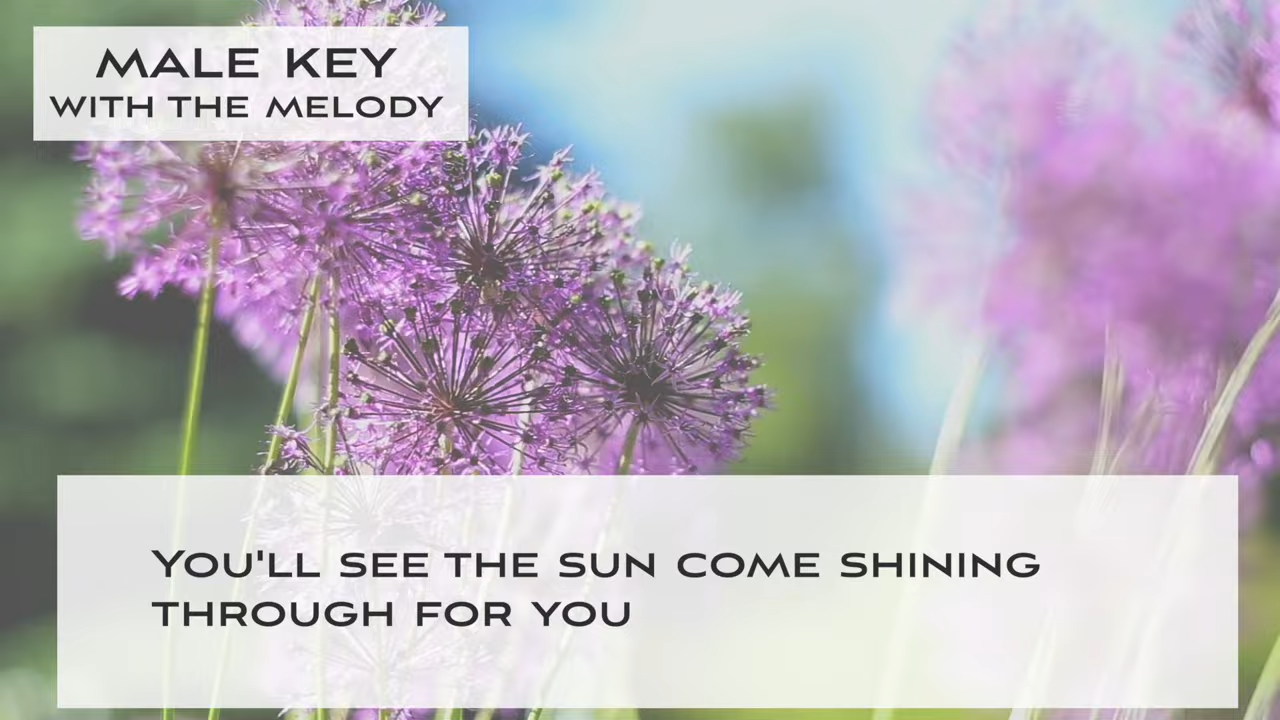 MALE KEY
WITH THE MELODY
YOU'LL SEE THE SUN COME SHINING
THROUGH FOR YOU